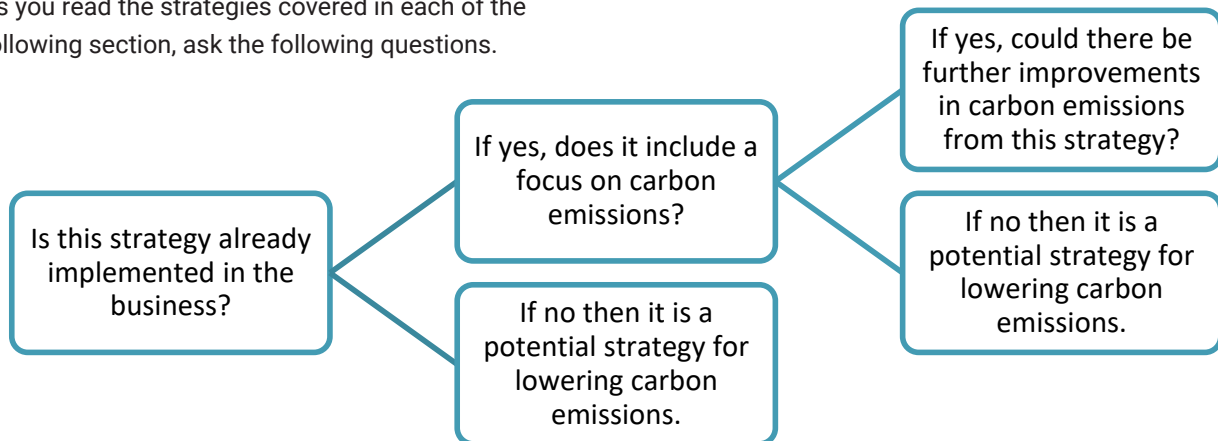 s you read the strategies covered in each of the
ollowing section, ask the following questions.
Is this strategy already
implemented in the
business?
If yes, does it include a
focus on carbon
emissions?
If no then it is a
potential strategy for
lowering carbon
emissions.
If yes, could there be
further improvements
in carbon emissions
from this strategy?
If no then it is a
potential strategy for
lowering carbon
emissions.